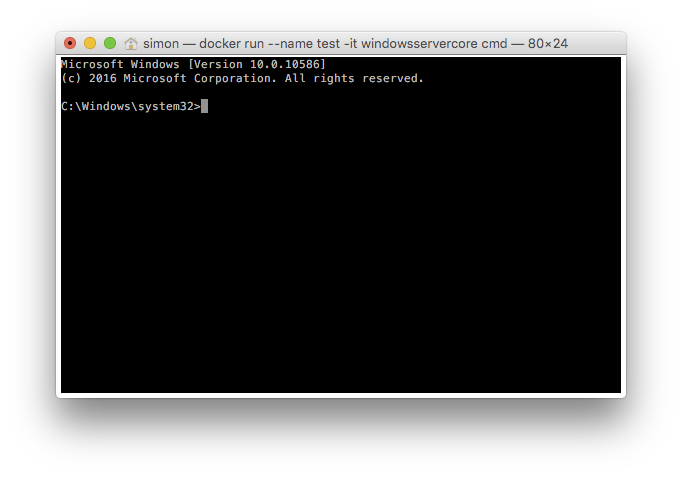 simon — docker run --name test -it windowsservercore cmd — 80×24
Microsoft Windows [Version 10.0.10586]
(c) 2016 Microsoft Corporation. All rights reserved.
C:\Windows\system32>